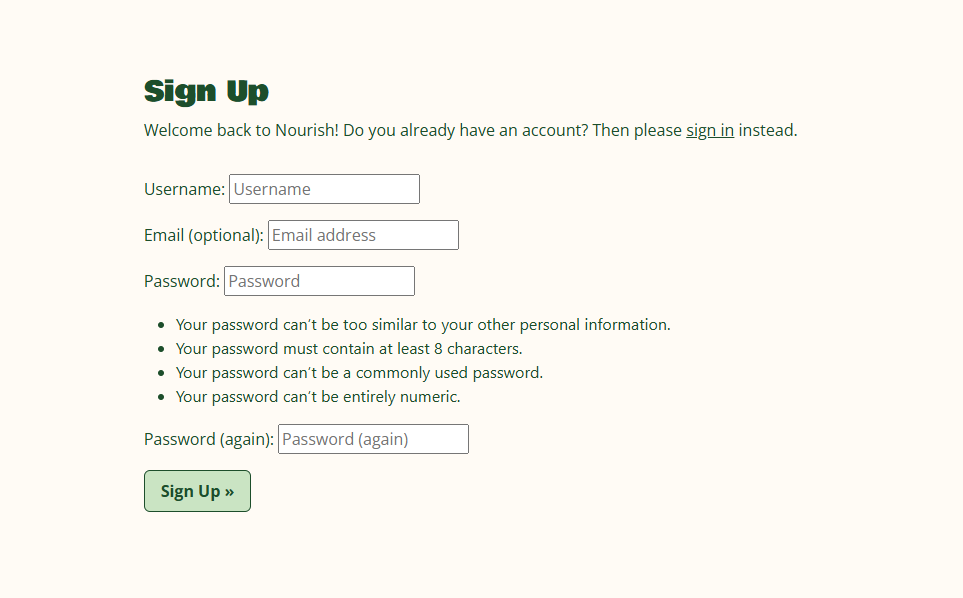 Sign Up
Welcome back to Nourish! Do you already have an account? Then please sign in instead.
Username: Username
Email (optional): Email address
Password: Password
• Your password can't be too similar to your other personal information.
• Your password must contain at least 8 characters.
• Your password can't be a commonly used password.
• Your password can't be entirely numeric.
Password (again): Password (again)
Sign Up »